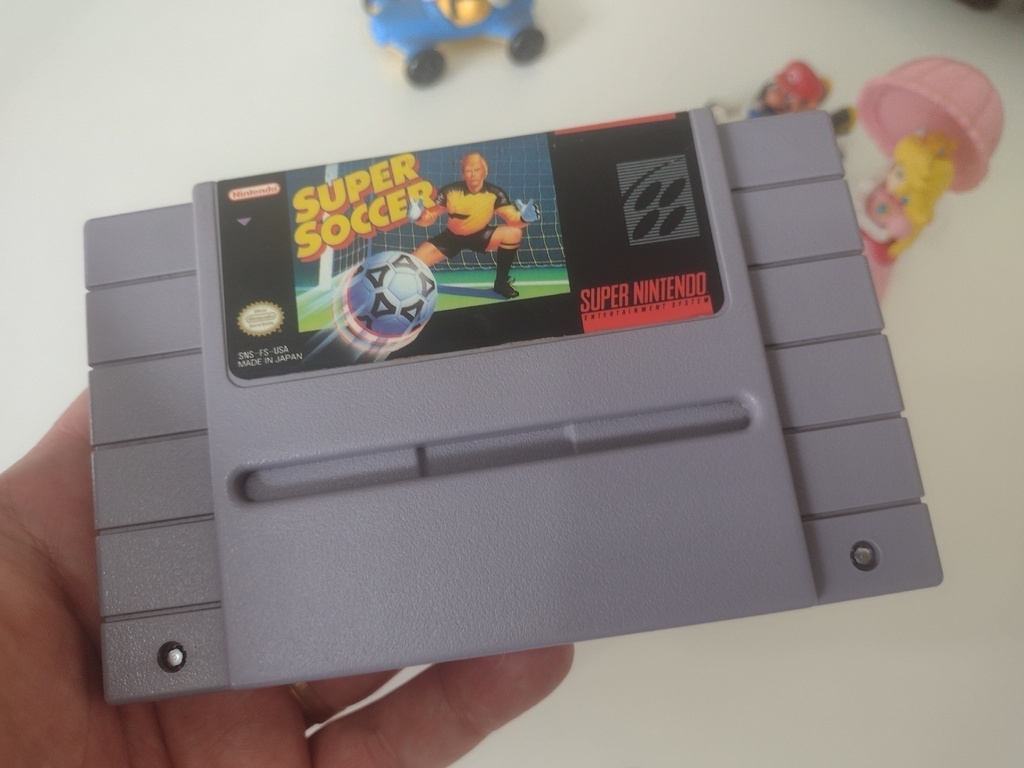 Nintendo
SUPER
SOCCER
SNS-FS-USA
MADE IN JAPAN
SUPER NINTENDO
ENTERTAINMENT SYSTEM